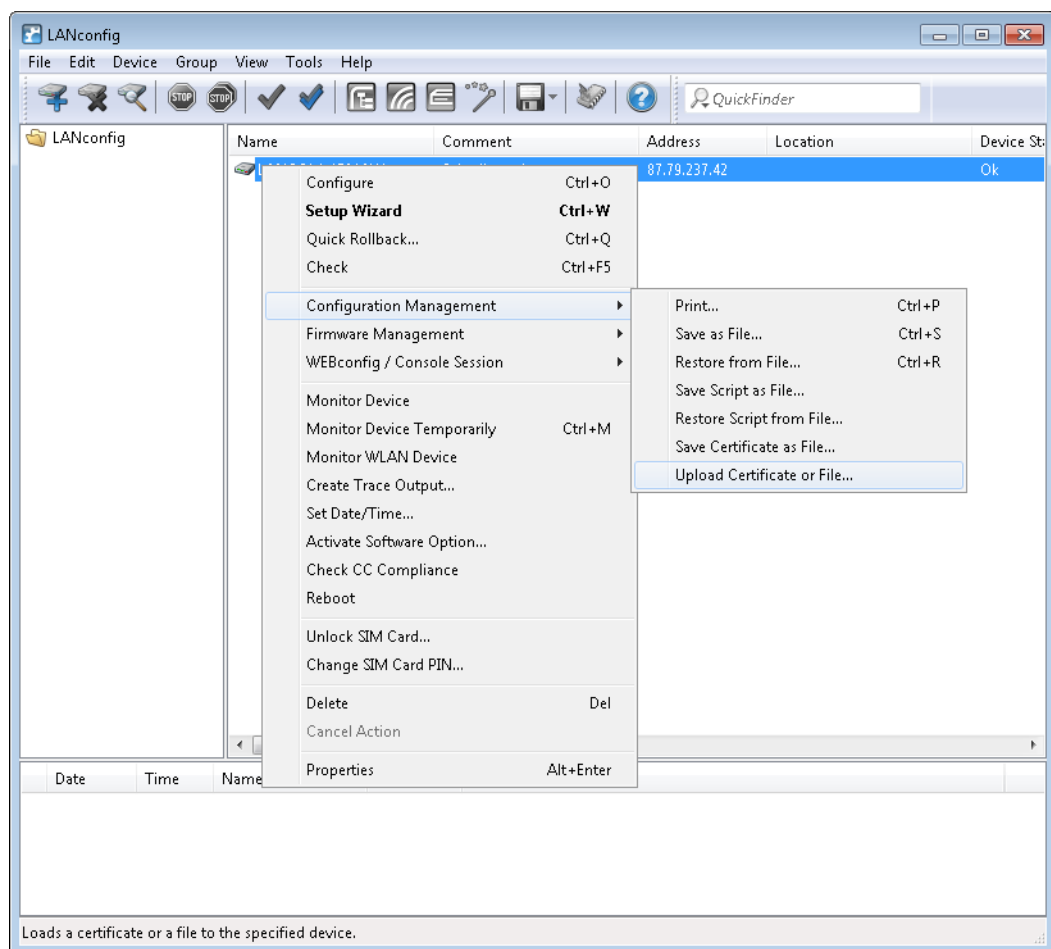 LANconfig
File Edit Device Group View Tools Help
STOP STOP QuickFinder
LANconfig
Name Comment Address Location Device
87.79.237.42 Ok
Configure Ctrl+O
Setup Wizard Ctrl+W
Quick Rollback... Ctrl+Q
Check Ctrl+F5
Configuration Management
Firmware Management
WEBconfig / Console Session
Monitor Device
Monitor Device Temporarily Ctrl+M
Monitor WLAN Device
Create Trace Output...
Set Date/Time...
Activate Software Option...
Check CC Compliance
Reboot
Unlock SIM Card...
Change SIM Card PIN...
Delete Del
Cancel Action
Properties Alt+Enter
Print... Ctrl+P
Save as File... Ctrl+S
Restore from File... Ctrl+R
Save Script as File...
Restore Script from File...
Save Certificate as File...
Upload Certificate or File...
Date Time Name
Loads a certificate or a file to the specified device.